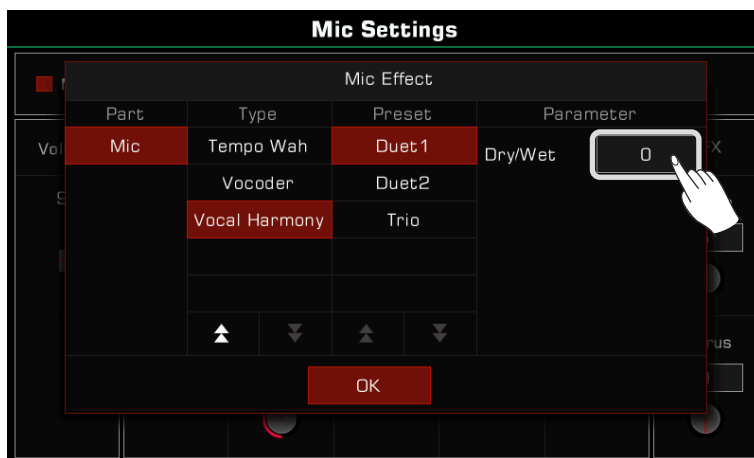 Mic Settings
Mic Effect
Part Type Preset Parameter
Mic Tempo Wah Duet1 Dry/Wet 0
Vocoder Duet2
Vocal Harmony Trio
OK